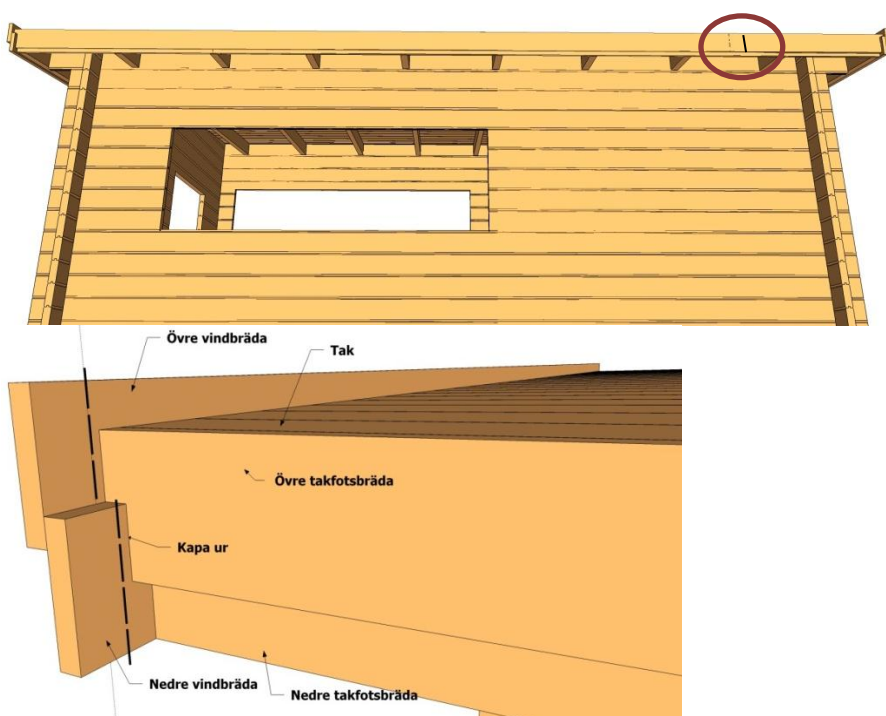 Övre vindbräda
Tak
Övre takfotsbräda
Kapa ur
Nedre vindbräda
Nedre takfotsbräda